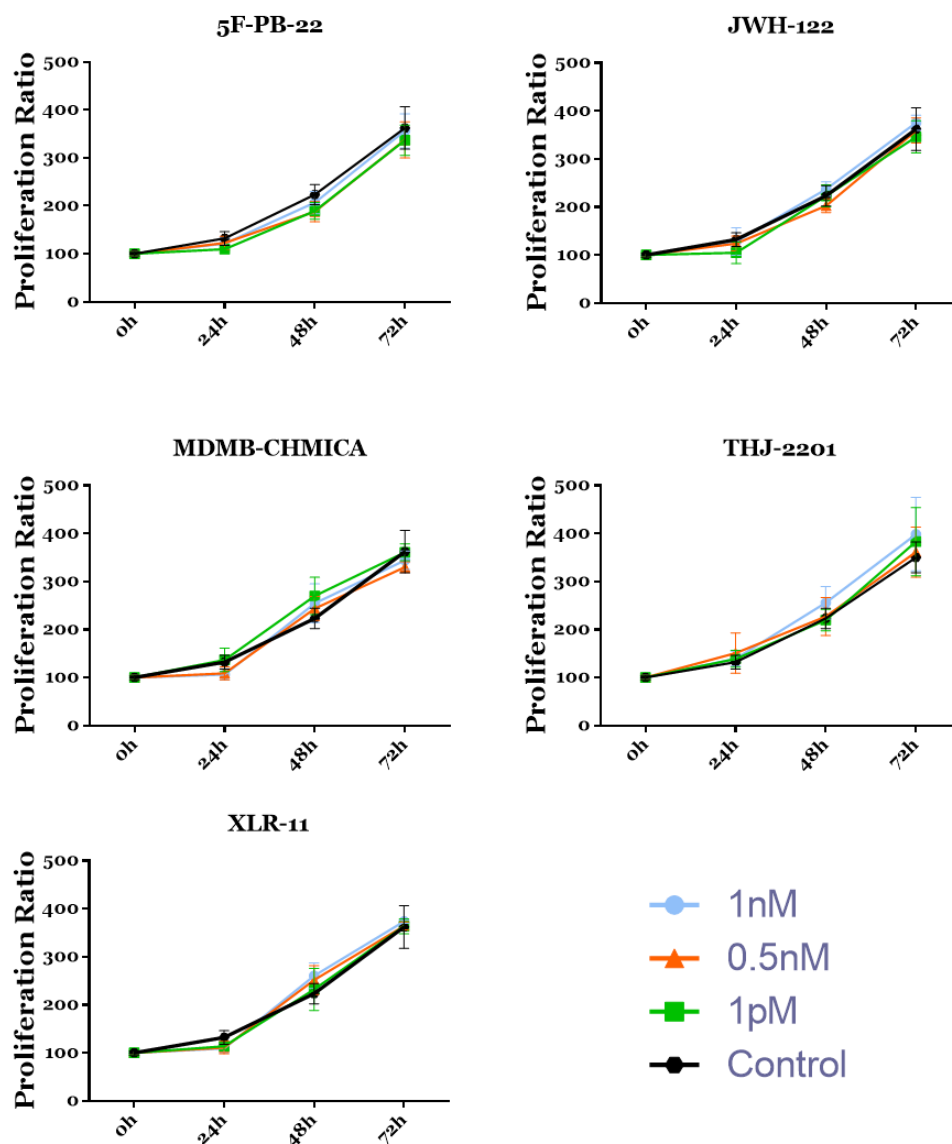 5F-PB-22
Proliferation Ratio
500
400
300
200
100
0
0h
24h
48h
72h
JWH-122
Proliferation Ratio
500
400
300
200
100
0
0h
24h
48h
72h
MDMB-CHMICA
Proliferation Ratio
500
400
300
200
100
0
0h
24h
48h
72h
THJ-2201
Proliferation Ratio
500
400
300
200
100
0
0h
24h
48h
72h
XLR-11
Proliferation Ratio
500
400
300
200
100
0
0h
24h
48h
72h
1nM
0.5nM
1pM
Control